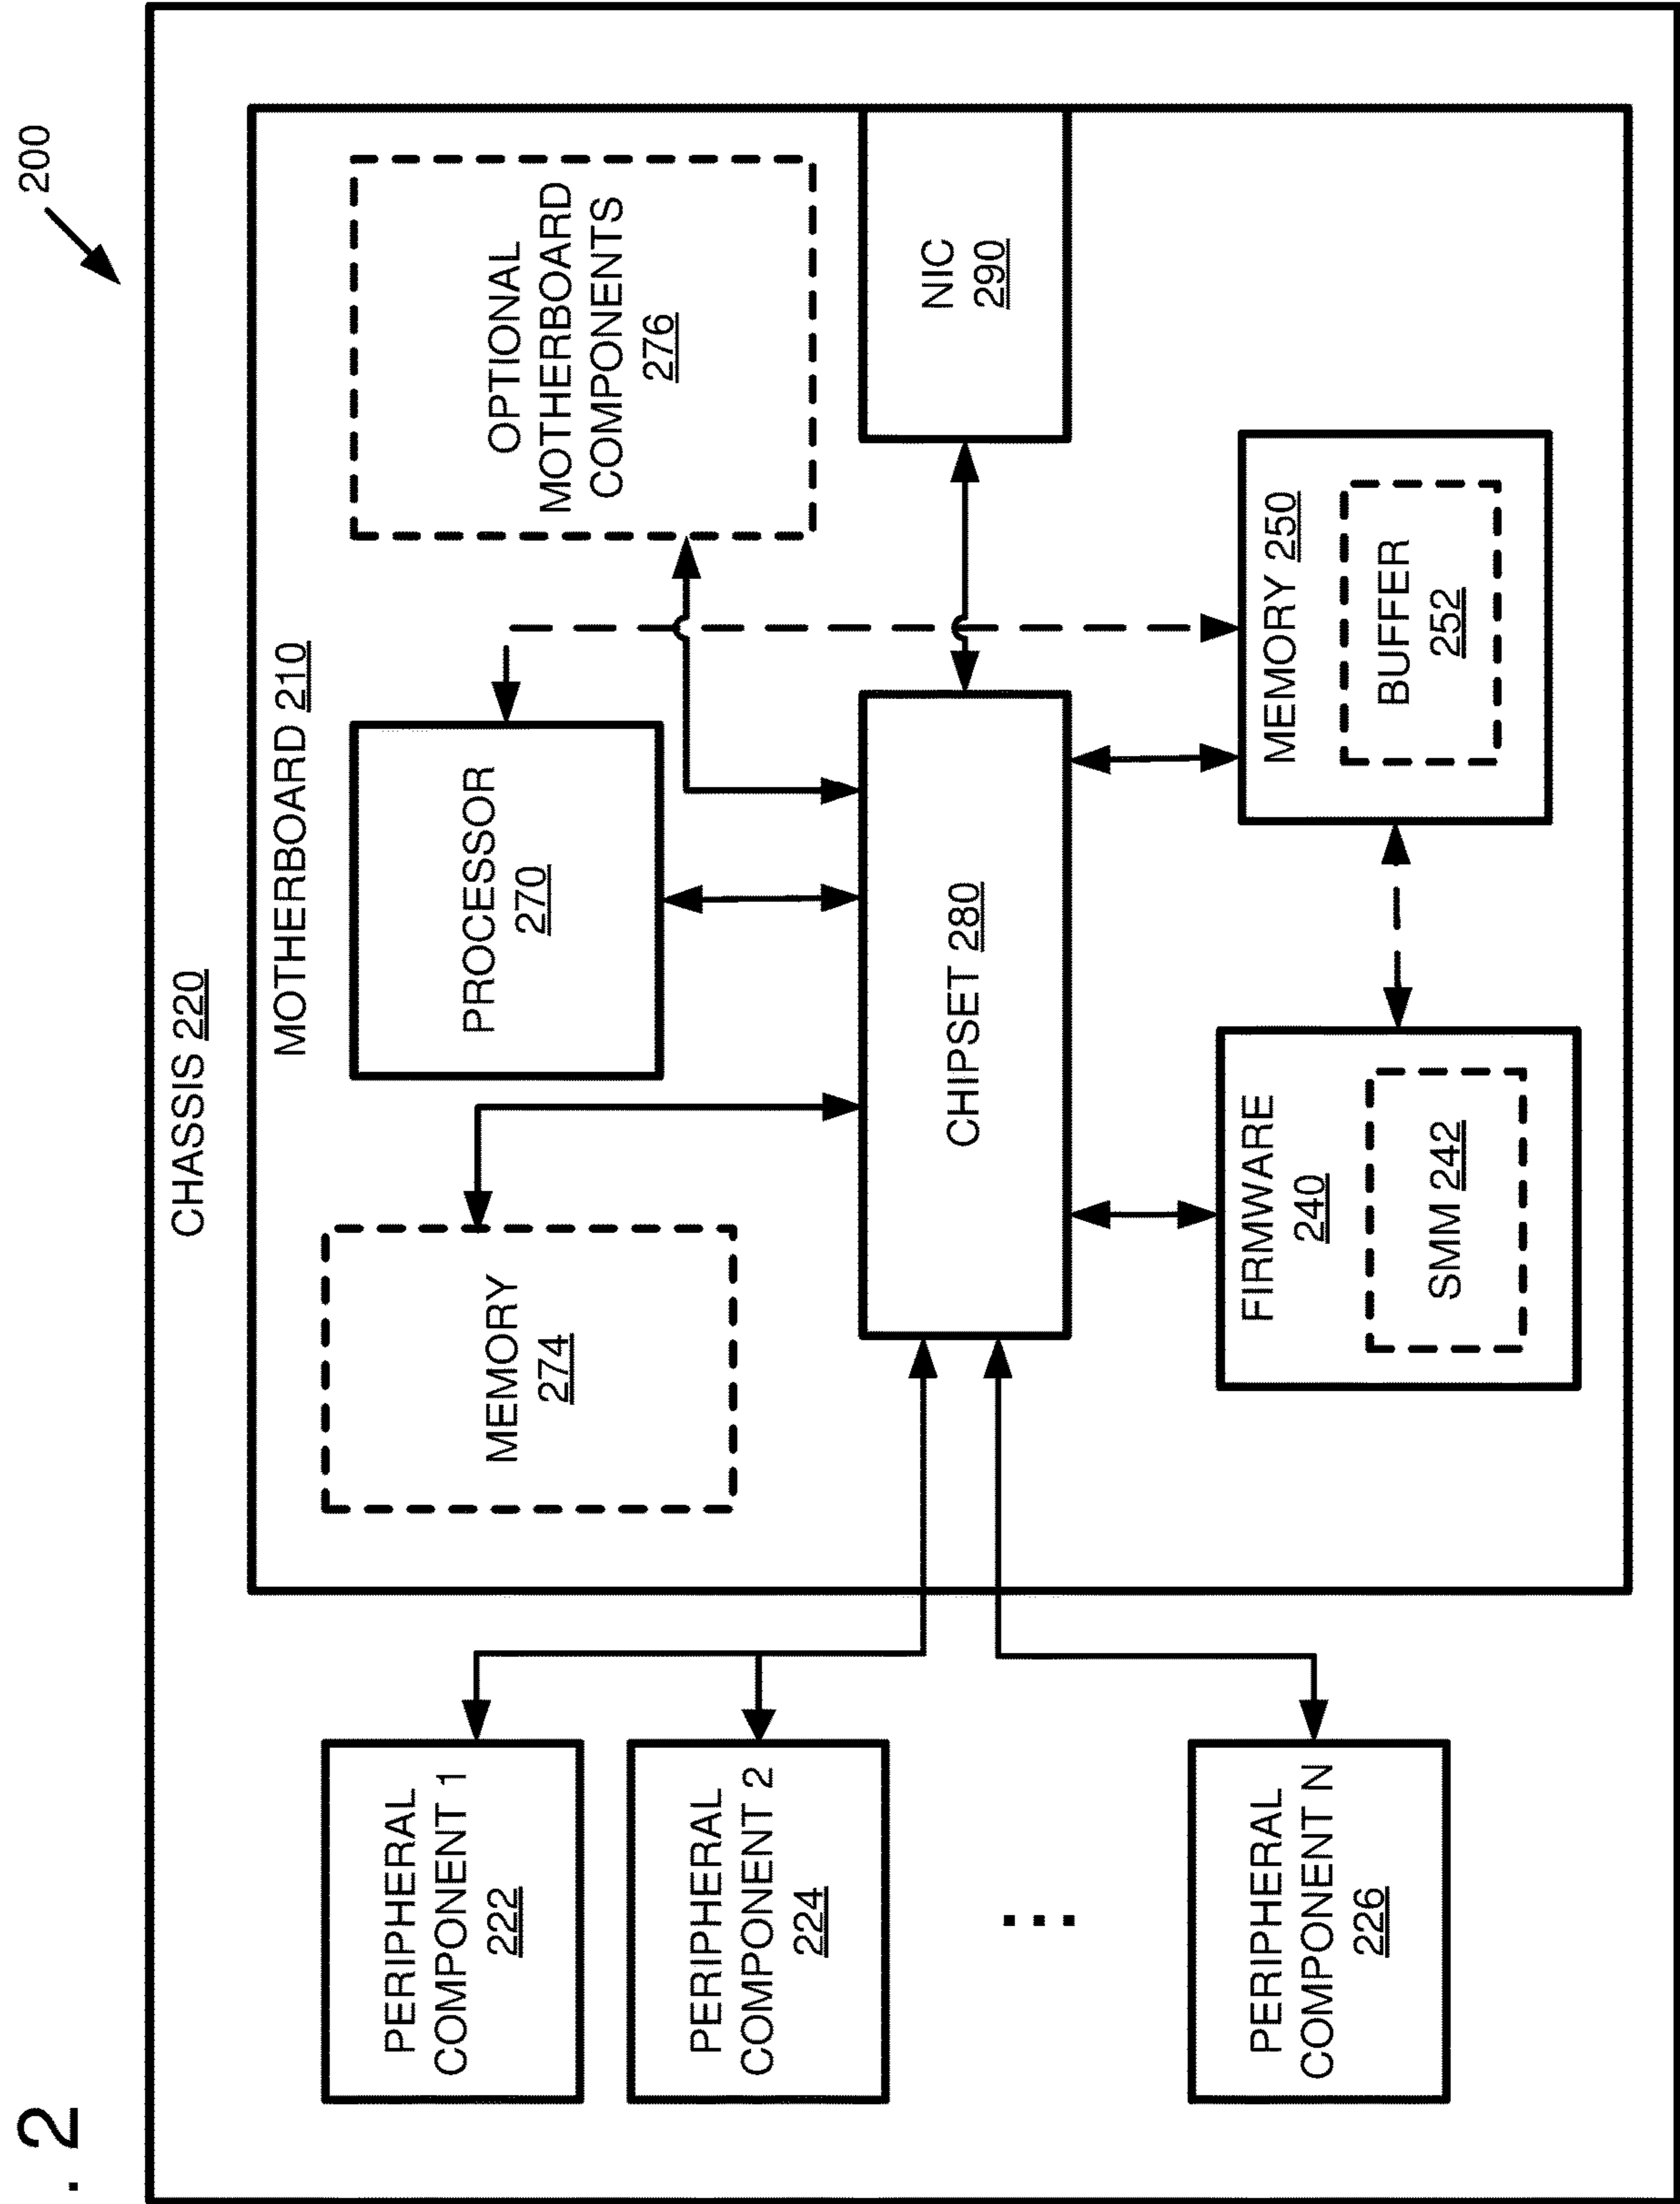 . 2
200
CHASSIS 220
MOTHERBOARD 210
PERIPHERAL
COMPONENT 1
222
PERIPHERAL
COMPONENT 2
224
...
PERIPHERAL
COMPONENT N
226
MEMORY
274
PROCESSOR
270
OPTIONAL
MOTHERBOARD
COMPONENTS
276
CHIPSET 280
NIC
290
FIRMWARE
240
SMM 242
MEMORY 250
BUFFER
252